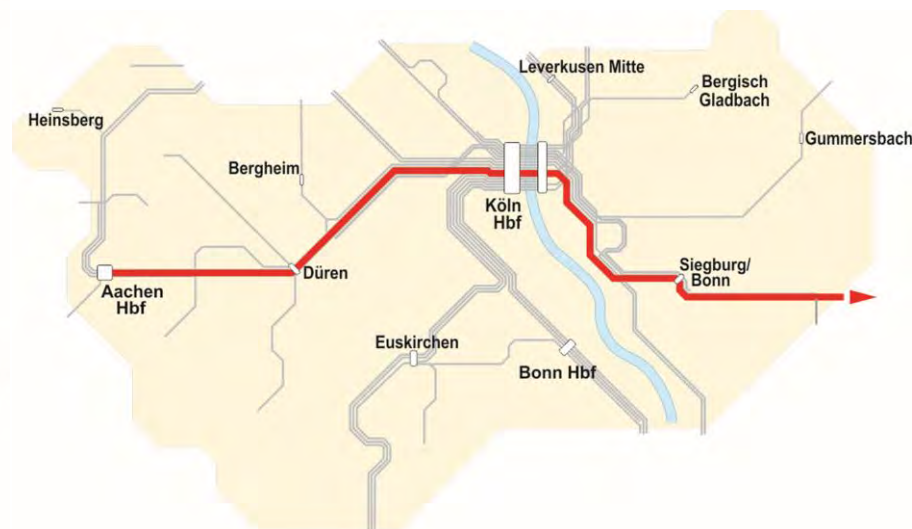 Leverkusen Mitte
Bergisch
Gladbach
Heinsberg
Gummersbach
Bergheim
Köln
Hbf
Düren
Siegburg/
Bonn
Aachen
Hbf
Euskirchen
Bonn Hbf